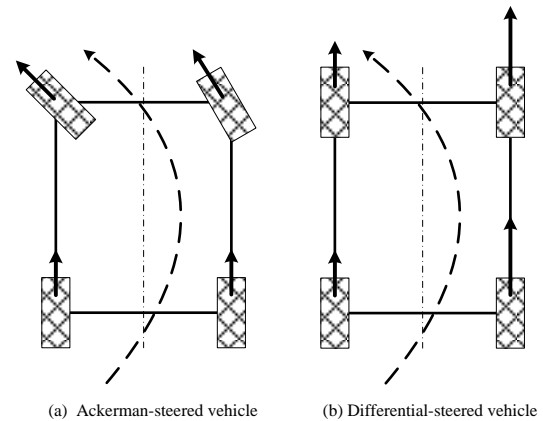 (a)
(b)
(a) Ackerman-steered vehicle
(b) Differential-steered vehicle